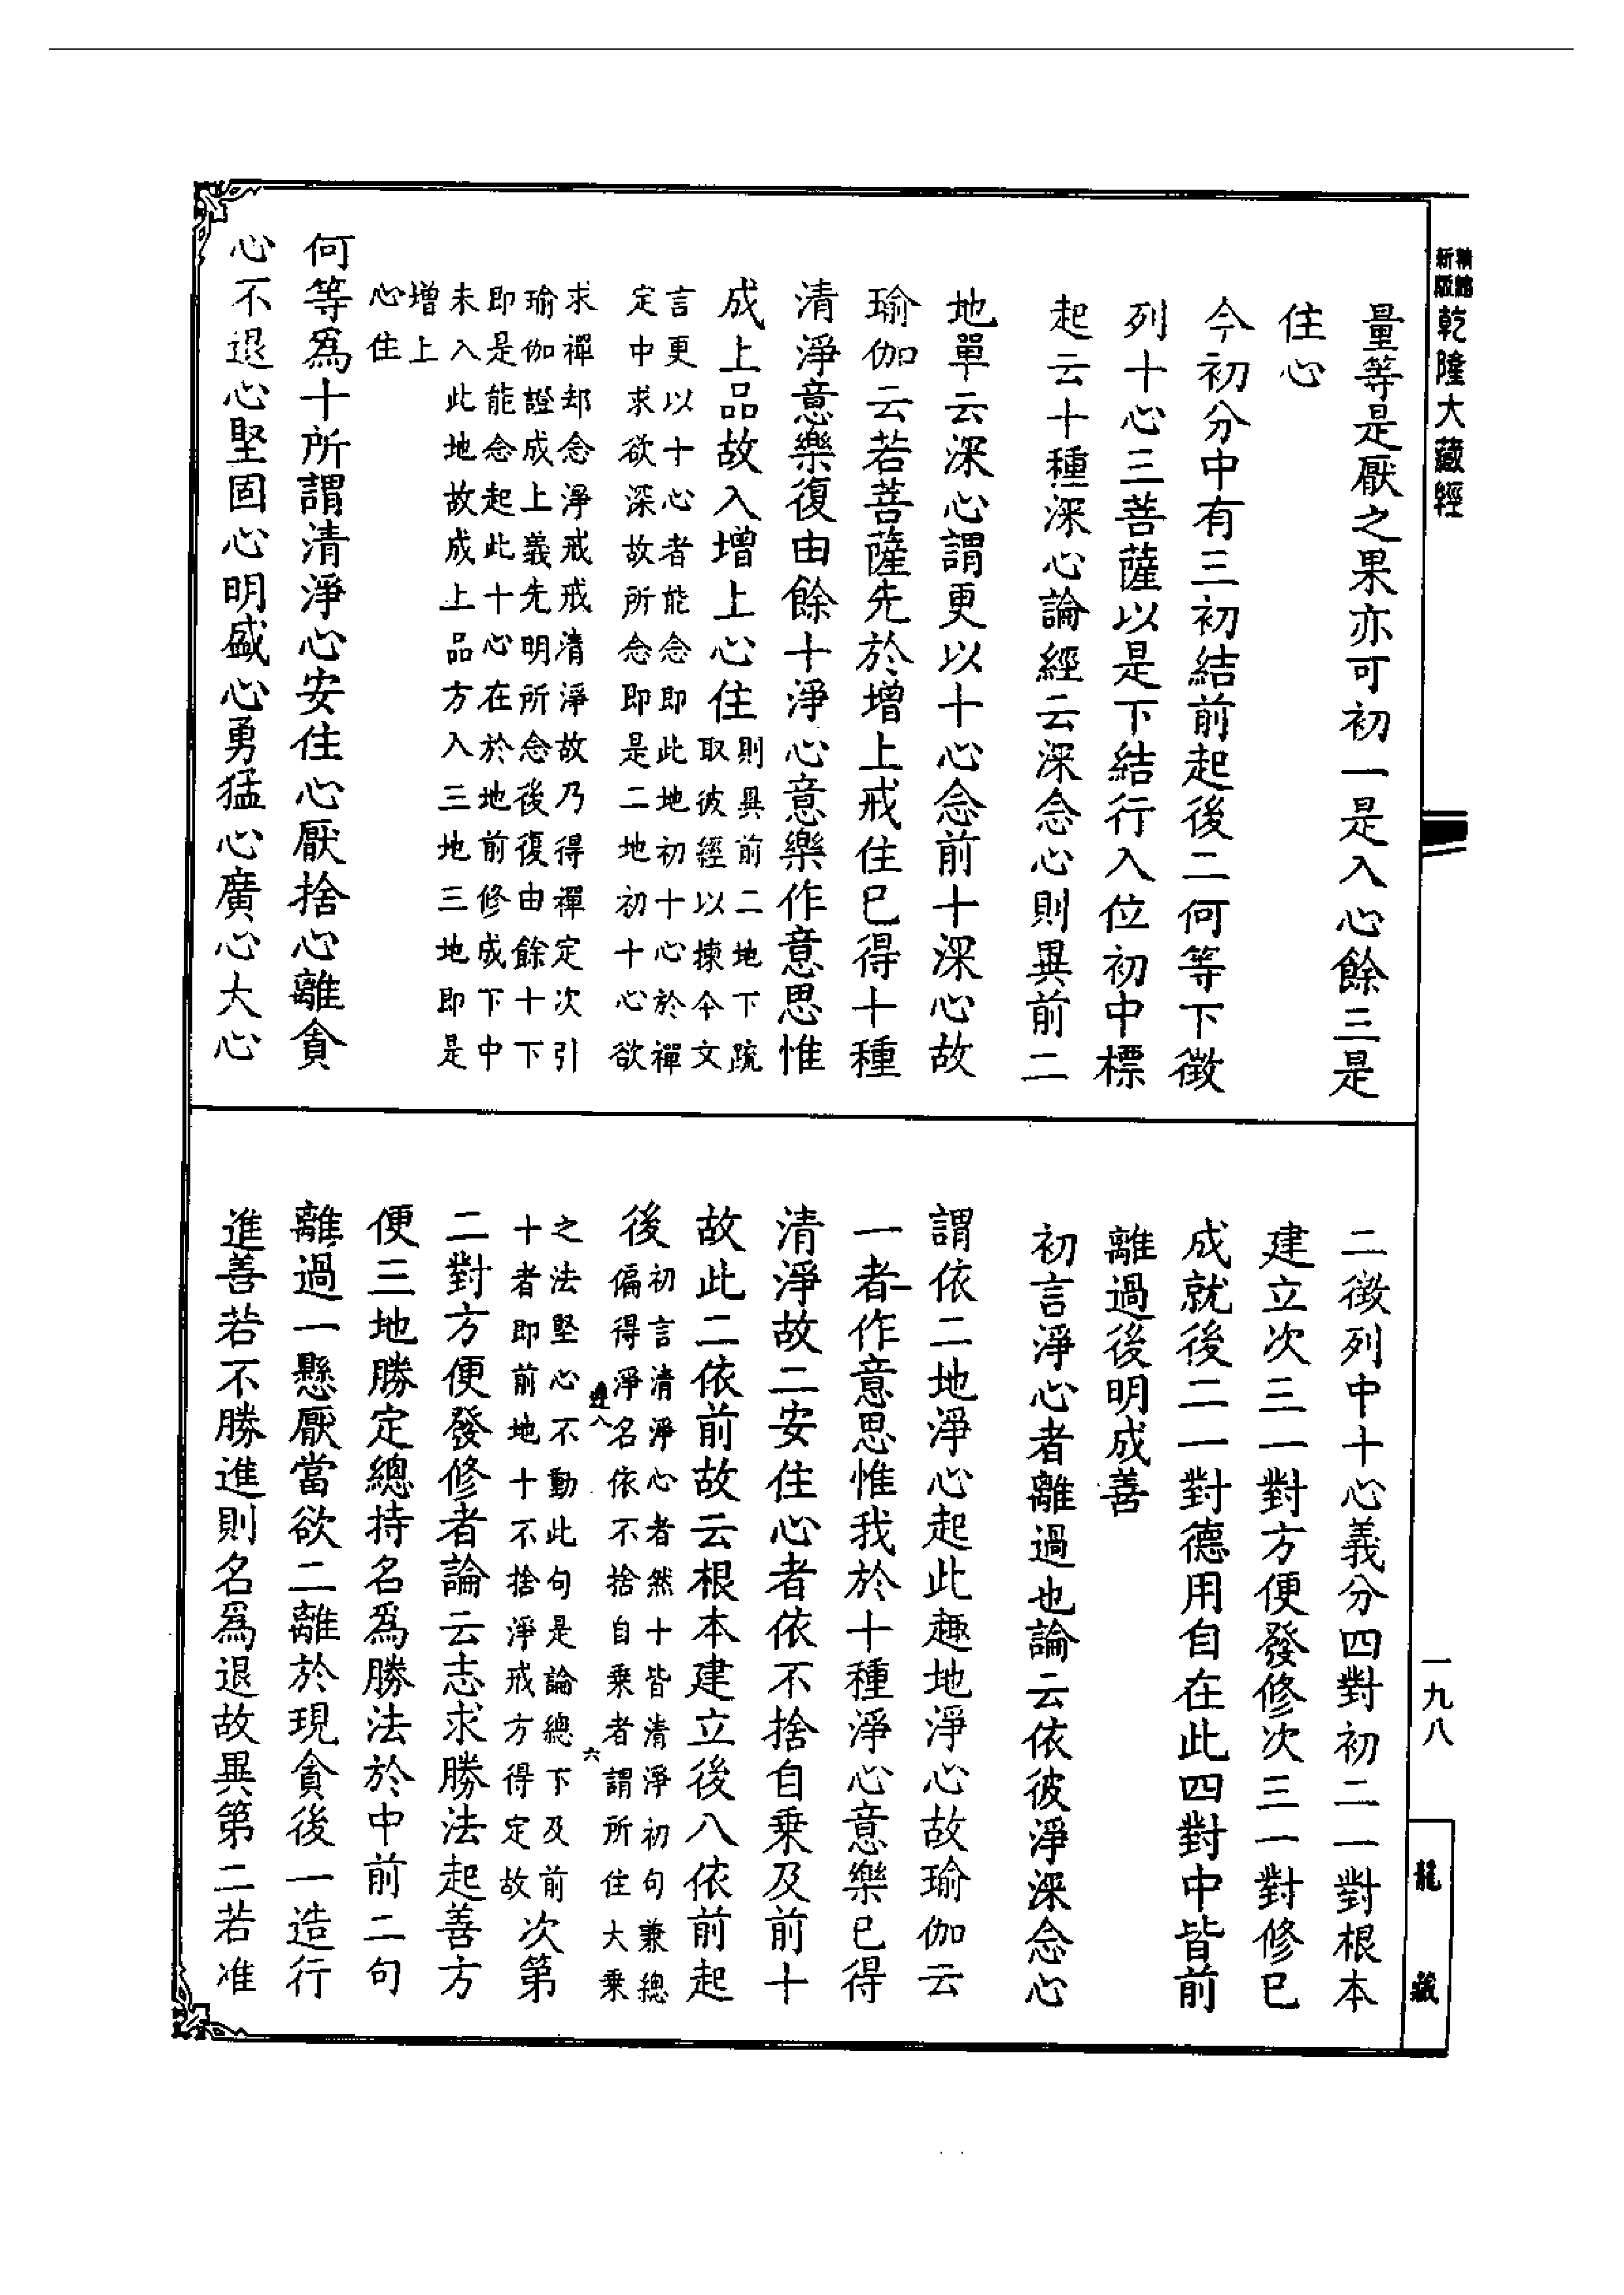 新版精縮乾隆大藏經
量等是厭之果亦可初一是入心餘三是
住心
今初分中有三初結前起後二何等下徵
列十心三菩薩以是下結行入位初中標
起云十種深心論經云深念心則異前二
地單云深心謂更以十心念前十深心故
瑜伽云若菩薩先於增上戒住已得十種
清淨意樂復由餘十淨心意樂作意思惟
成上品故入增上心住則異前二地下疏
取彼經以揀今文
言更以十心者能念即此地初十心於禪
定中求欲深故所念即是二地初十心欲
求禪却念淨戒戒清淨故乃得禪定次引
瑜伽證成上義先明所念後復由餘十下
即是能念起此十心在於地前修成下中
未入此地故成上品方入三地三地即是
增上
心住
何等爲十所謂清淨心安住心厭捨心離貪
心不退心堅固心明盛心勇猛心廣心大心
二徵列中十心義分四對初二一對根本
建立次三一對方便發修次三一對修已
成就後二一對德用自在此四對中皆前
離過後明成善
初言淨心者離過也論云依彼淨深念心
謂依二地淨心起此趣地淨心故瑜伽云
一者作意思惟我於十種淨心意樂已得
清淨故二安住心者依不捨自乘及前十
故此二依前故云根本建立後八依前起
後初言清淨心者然十皆清淨初句兼總
偏得淨名依不捨自乘者謂所住大乘
之法堅心不動此句是論總下及前
十者即前地十不捨淨戒方得定故
次第
二對方便發修者論云志求勝法起善方
便三地勝定總持名爲勝法於中前二句
離過一懸厭當欲二離於現貪後一造行
進善若不勝進則名爲退故異第二若准
一九八
龍藏